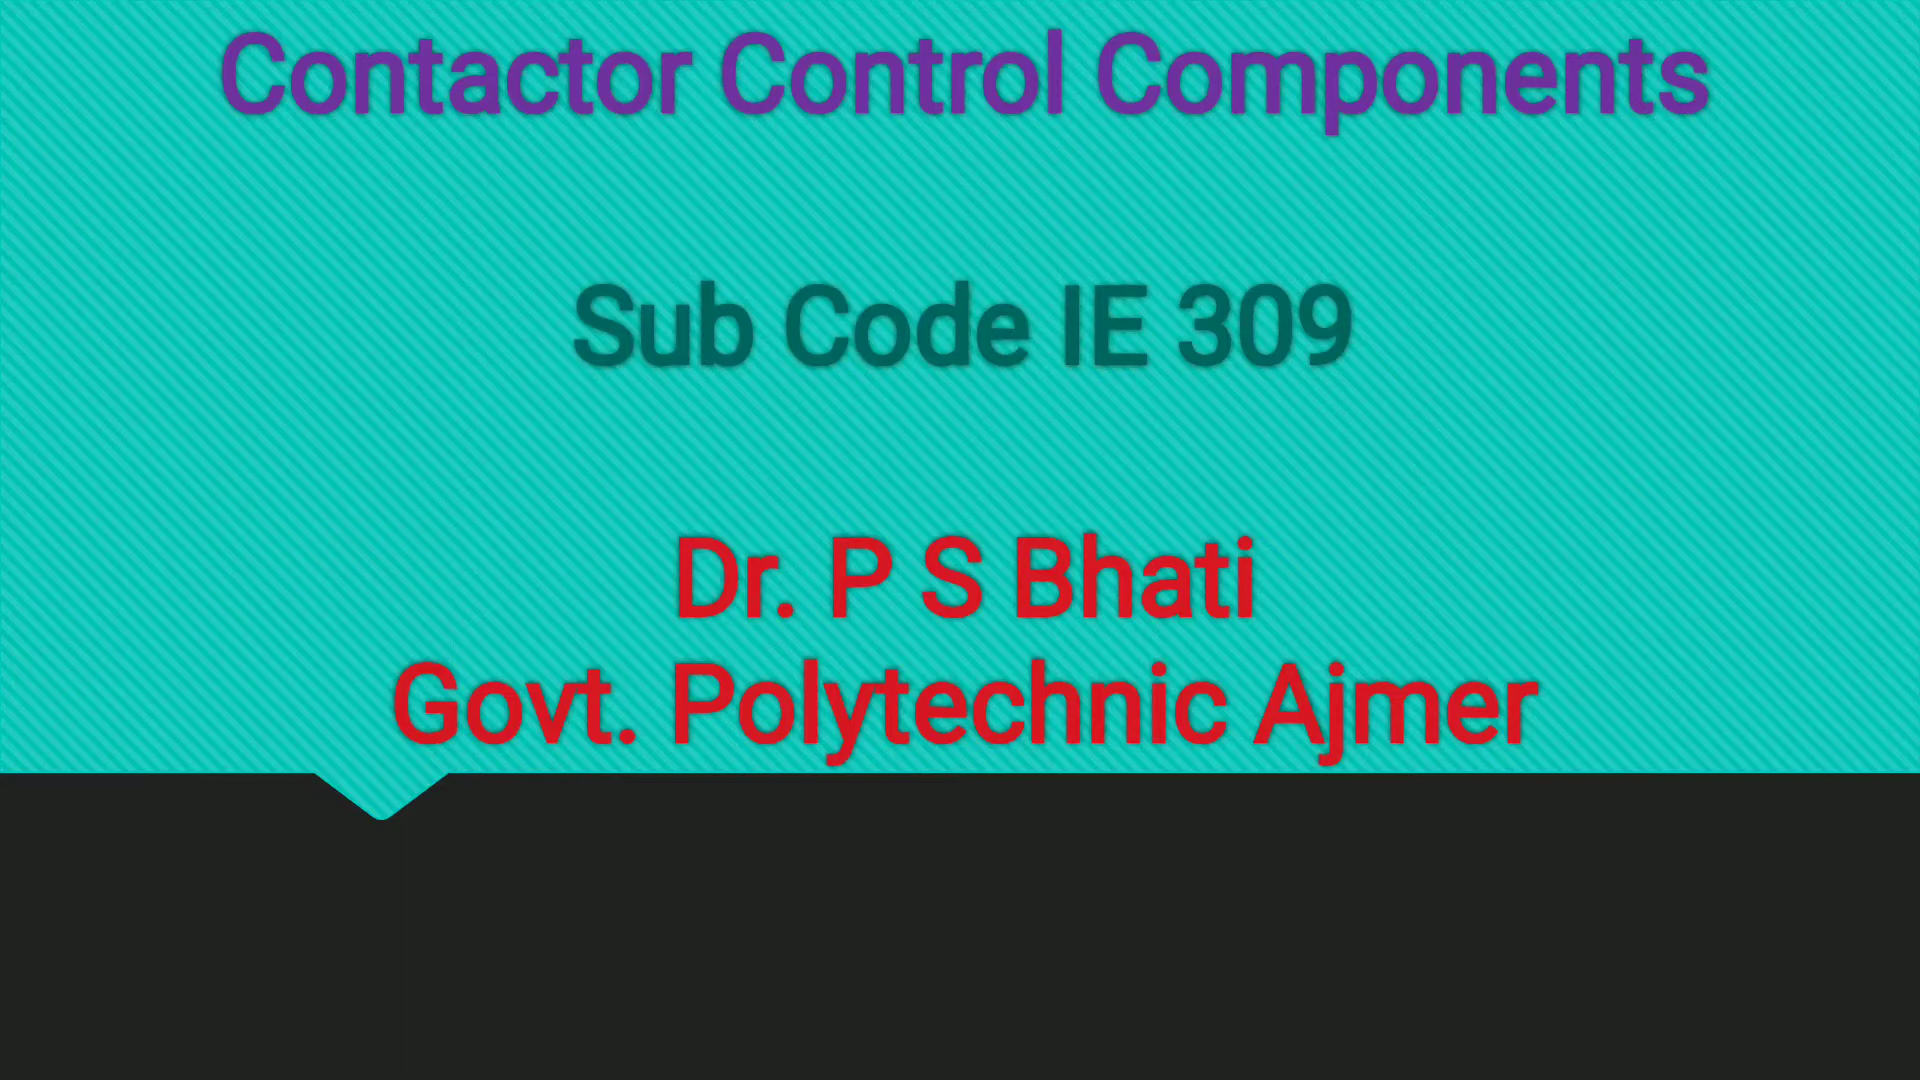 Contactor Control Components
Sub Code IE 309
Dr. P S Bhati
Govt. Polytechnic Ajmer